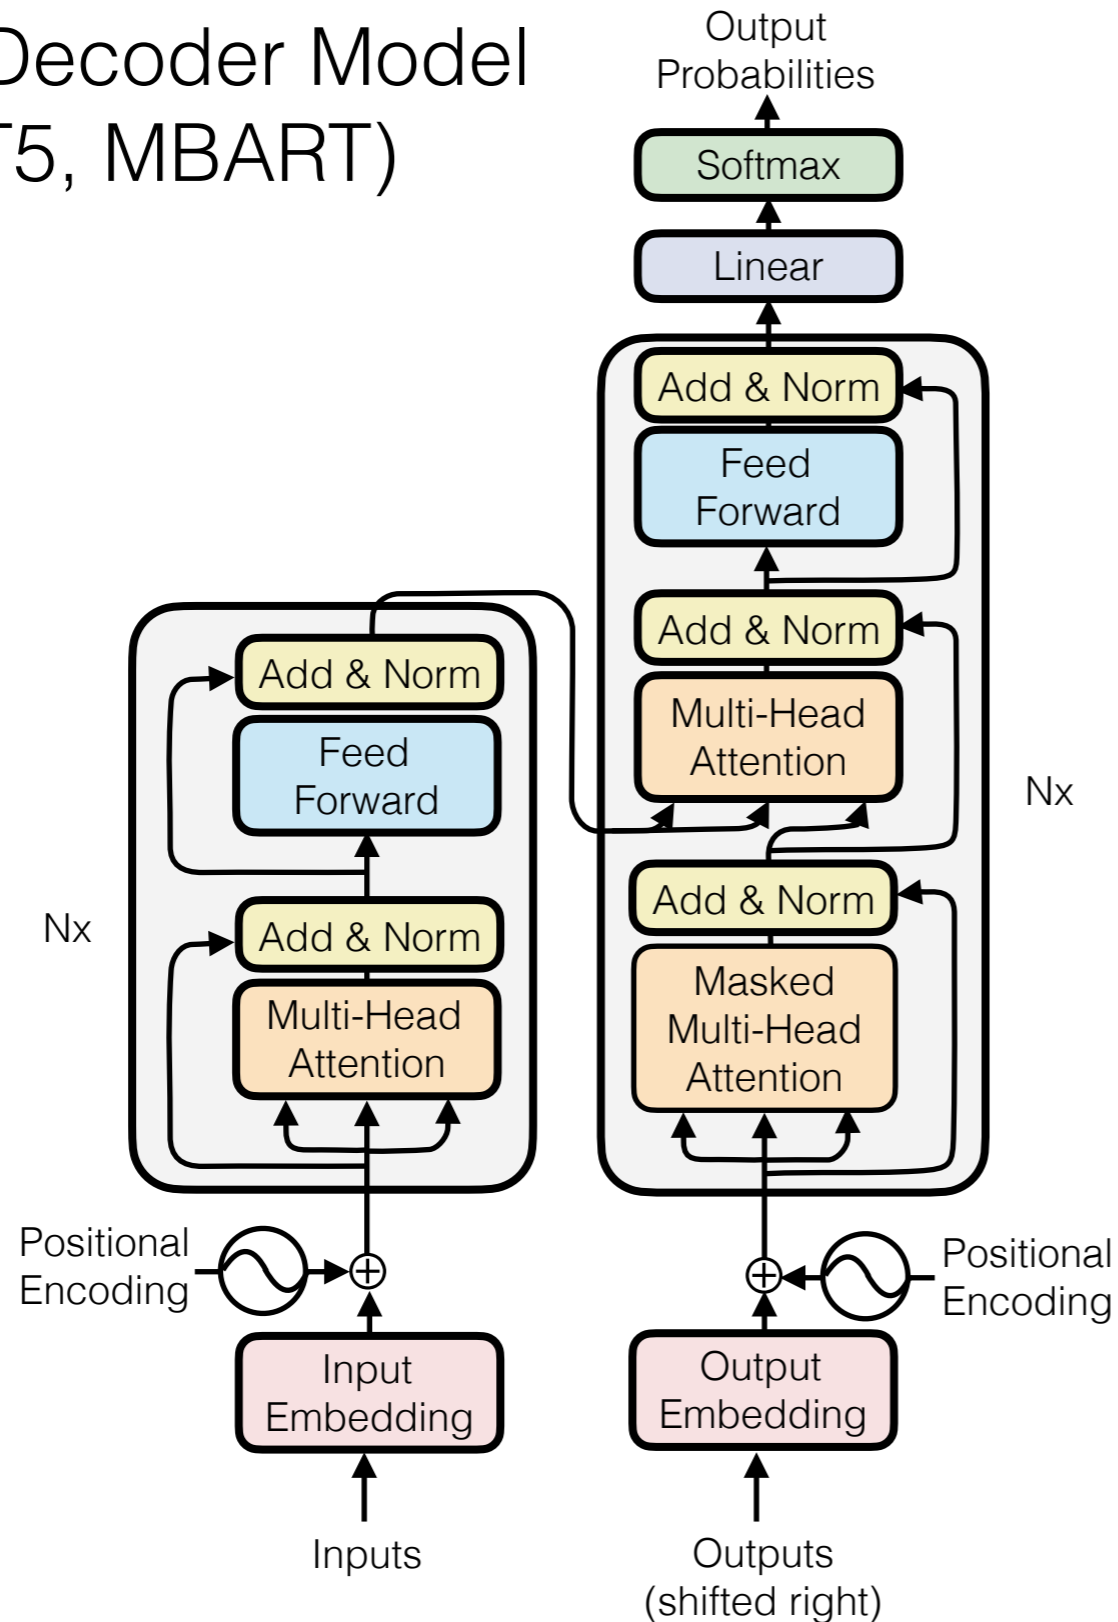 Decoder Model
T5, MBART)
Output
Probabilities
Softmax
Linear
Add & Norm
Feed
Forward
Add & Norm
Multi-Head
Attention
Add & Norm
Masked
Multi-Head
Attention
Nx
Add & Norm
Feed
Forward
Add & Norm
Multi-Head
Attention
Nx
Positional
Encoding
Positional
Encoding
Input
Embedding
Output
Embedding
Inputs
Outputs
(shifted right)